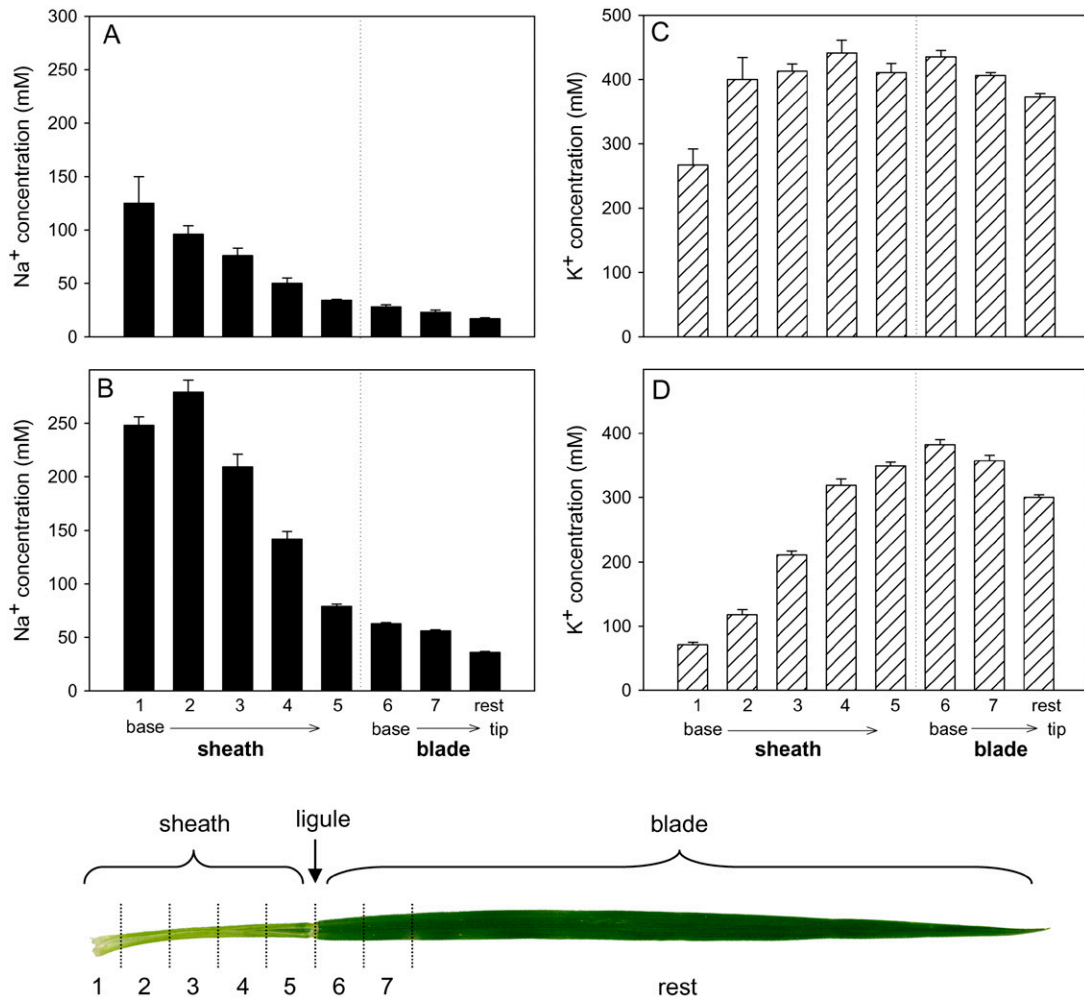 A
Na+ concentration (mM)
300
250
200
150
100
50
0
B
Na+ concentration (mM)
250
200
150
100
50
0
1 2 3 4 5 6 7 rest
base base tip
sheath blade
C
K+ concentration (mM)
500
400
300
200
100
0
D
K+ concentration (mM)
400
300
200
100
0
1 2 3 4 5 6 7 rest
base base tip
sheath blade
sheath ligule blade
1 2 3 4 5 6 7 rest